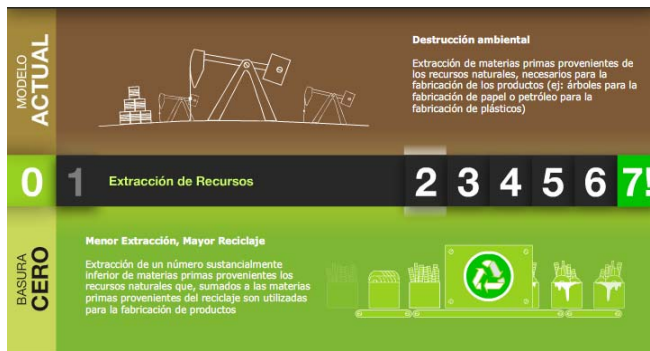 MODELO
ACTUAL
Destrucción ambiental
Extracción de materias primas provenientes de
los recursos naturales, necesarios para la
fabricación de los productos (ej: árboles para la
fabricación de papel o petróleo para la
fabricación de plásticos)
0 1 Extracción de Recursos 2 3 4 5 6 7!
BASURA
CERO
Menor Extracción, Mayor Reciclaje
Extracción de un número sustancialmente
inferior de materias primas provenientes los
recursos naturales que, sumados a las materias
primas provenientes del reciclaje son utilizadas
para la fabricación de productos